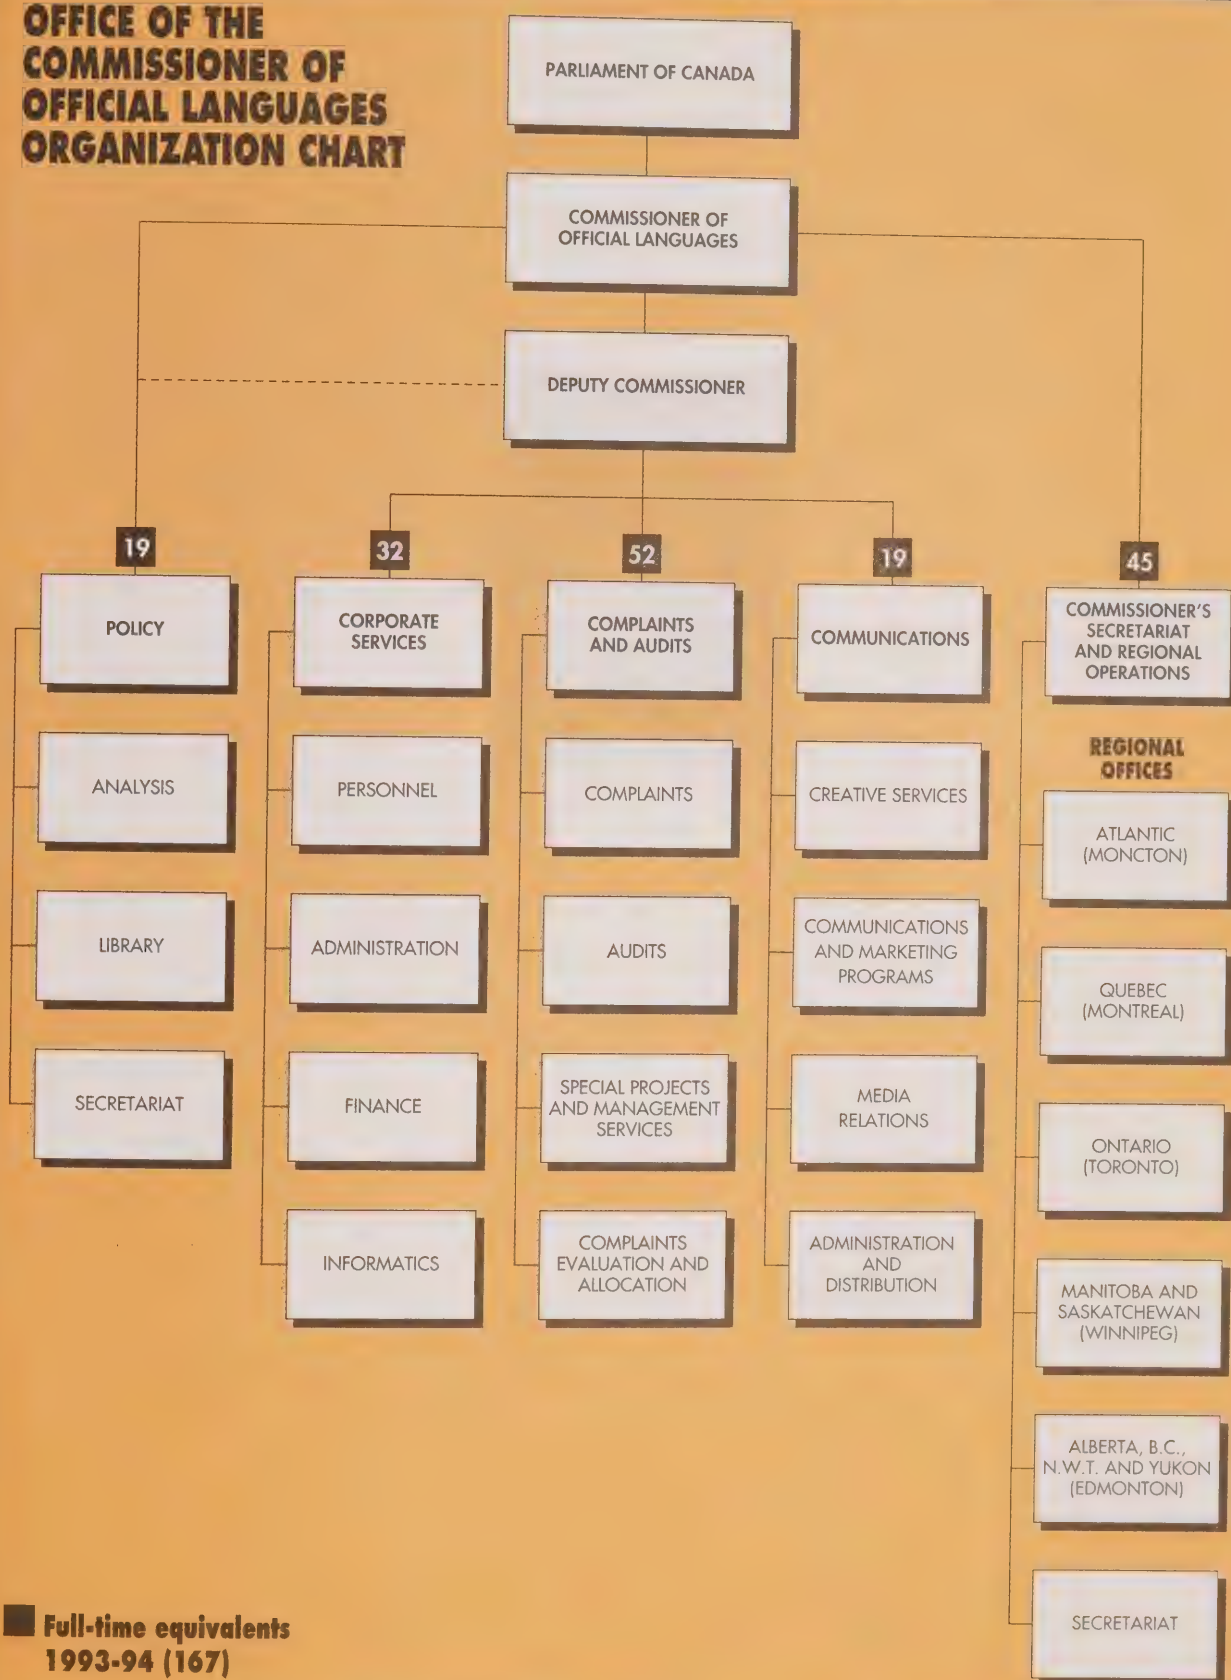 OFFICE OF THE
COMMISSIONER OF
OFFICIAL LANGUAGES
ORGANIZATION CHART
PARLIAMENT OF CANADA
COMMISSIONER OF
OFFICIAL LANGUAGES
DEPUTY COMMISSIONER
19
POLICY
ANALYSIS
LIBRARY
SECRETARIAT
32
CORPORATE
SERVICES
PERSONNEL
ADMINISTRATION
FINANCE
INFORMATICS
52
COMPLAINTS
AND AUDITS
COMPLAINTS
AUDITS
SPECIAL PROJECTS
AND MANAGEMENT
SERVICES
COMPLAINTS
EVALUATION AND
ALLOCATION
19
COMMUNICATIONS
CREATIVE SERVICES
COMMUNICATIONS
AND MARKETING
PROGRAMS
MEDIA
RELATIONS
ADMINISTRATION
AND
DISTRIBUTION
45
COMMISSIONER'S
SECRETARIAT
AND REGIONAL
OPERATIONS
REGIONAL
OFFICES
ATLANTIC
(MONCTON)
QUEBEC
(MONTREAL)
ONTARIO
(TORONTO)
MANITOBA AND
SASKATCHEWAN
(WINNIPEG)
ALBERTA, B.C.,
N.W.T. AND YUKON
(EDMONTON)
SECRETARIAT
Full-time equivalents
1993-94 (167)